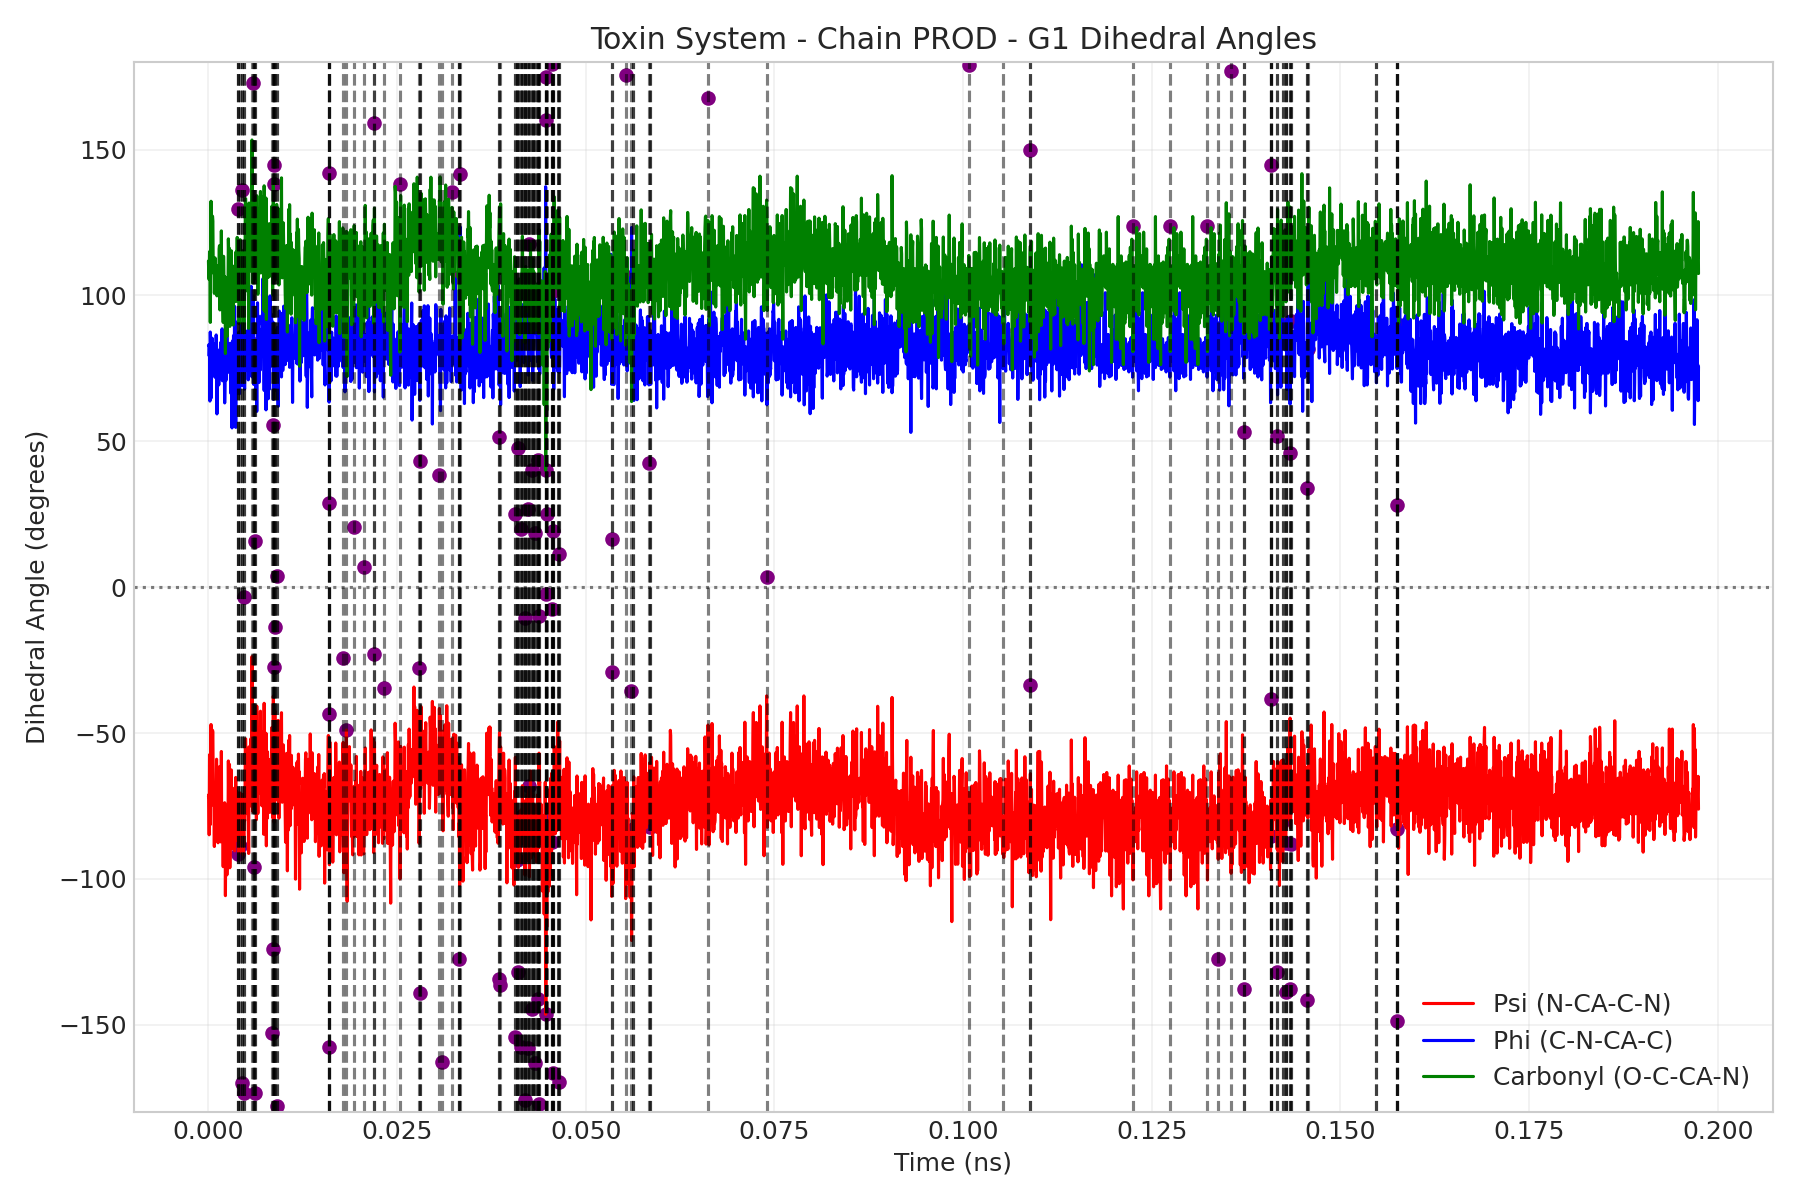 Toxin System - Chain PROD - G1 Dihedral Angles
Dihedral Angle (degrees)
150
100
50
0
−50
−100
−150
Psi (N-CA-C-N)
Phi (C-N-CA-C)
Carbonyl (O-C-CA-N)
0.000 0.025 0.050 0.075 0.100 0.125 0.150 0.175 0.200
Time (ns)